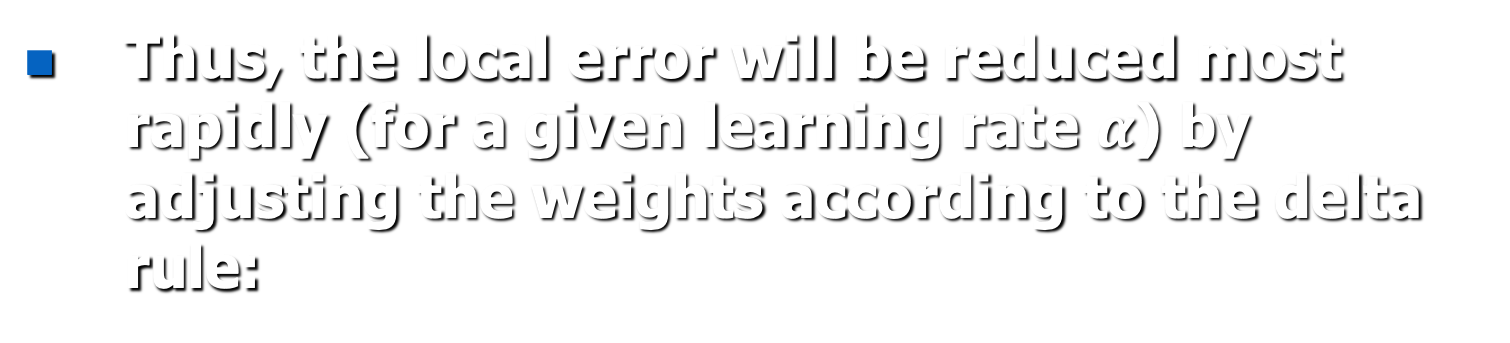 Thus, the local error will be reduced most
rapidly (for a given learning rate α) by
adjusting the weights according to the delta
rule: